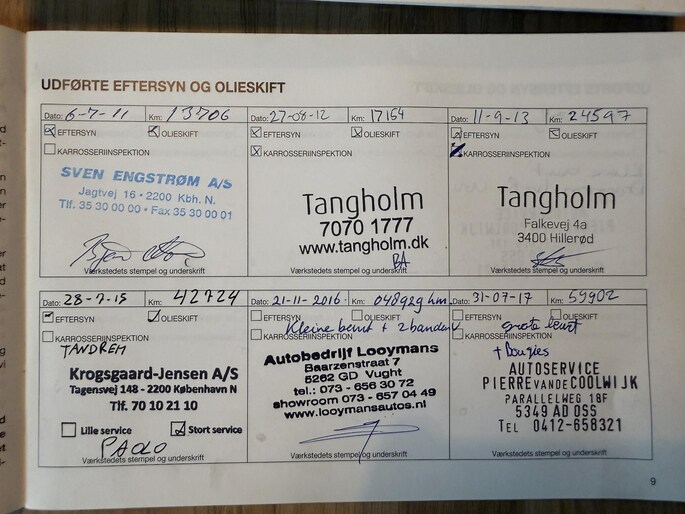 UDFØRTE EFTERSYN OG OLIESKIFT
Dato: 6-7-11 Km: 13706
EFTERSYN OLIESKIFT
KARROSSERIINSPEKTION
SVEN ENGSTRØM A/S
Jagtvej 16 • 2200 Kbh. N.
Tlf. 35 30 00 00 • Fax 35 30 00 01
Værkstedets stempel og underskrift
Dato: 27-08-12 Km: 17164
EFTERSYN OLIESKIFT
KARROSSERIINSPEKTION
Tangholm
7070 1777
www.tangholm.dk
BA
Værkstedets stempel og underskrift
Dato: 11-9-13 Km: 24597
EFTERSYN OLIESKIFT
KARROSSERIINSPEKTION
Tangholm
Falkevej 4a
3400 Hillerød
Værkstedets stempel og underskrift
Dato: 28-7-15 Km: 42724
EFTERSYN OLIESKIFT
KARROSSERIINSPEKTION
TANDREM
Krogsgaard-Jensen A/S
Tagensvej 148 - 2200 København N
Tlf. 70 10 21 10
Lille service Stort service
PAOLO
Værkstedets stempel og underskrift
Dato: 21-11-2016 Km: 048929 km
EFTERSYN OLIESKIFT
Kleine beurt + 2 banden
KARROSSERIINSPEKTION
Autobedrijf Looymans
Baarzenstraat 7
5262 GD Vught
tel.: 073 - 656 30 72
showroom 073 - 657 04 49
www.looymansautos.nl
Værkstedets stempel og underskrift
Dato: 31-07-17 Km: 59902
EFTERSYN OLIESKIFT
grote beurt
KARROSSERIINSPEKTION
+ Bougies
AUTOSERVICE
PIERRE VAN DE COOLWIJK
PARALLELWEG 18F
5349 AD OSS
TEL 0412-658321
Værkstedets stempel og underskrift
9